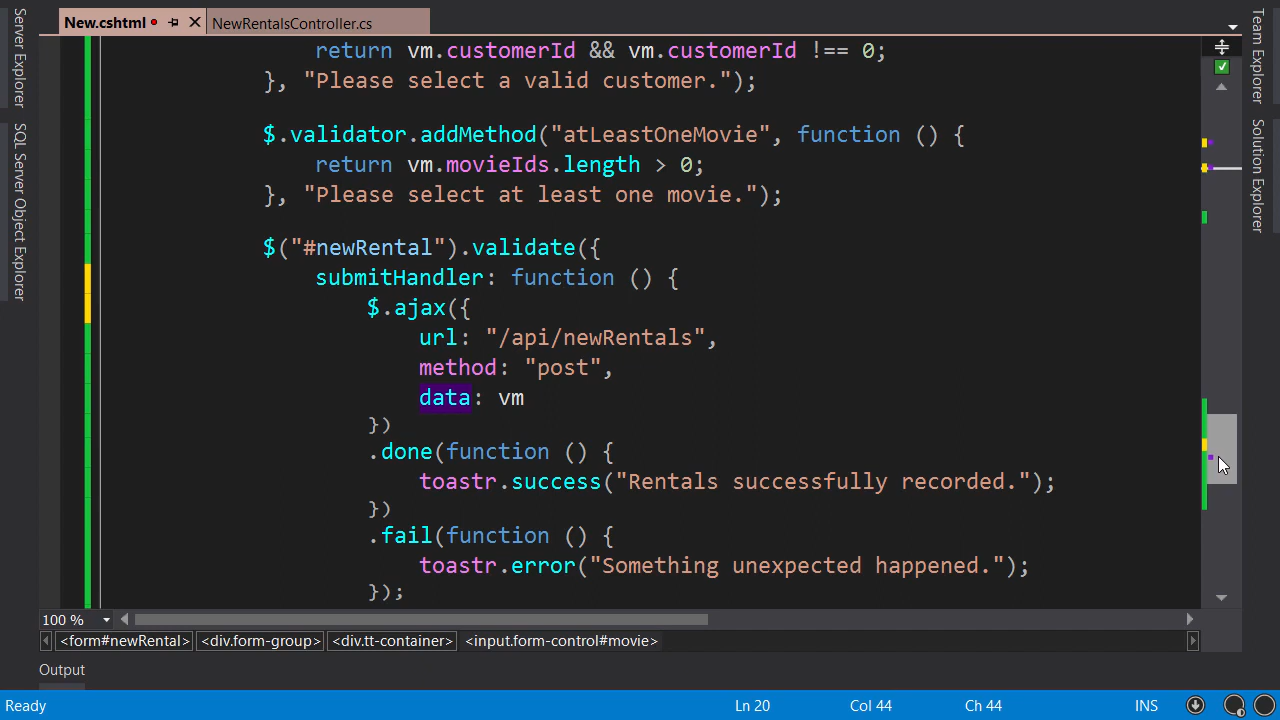 New.cshtml
NewRentalsController.cs
Server Explorer
SQL Server Object Explorer
return vm.customerId && vm.customerId !== 0;
}, "Please select a valid customer.");
$.validator.addMethod("atLeastOneMovie", function () {
return vm.movieIds.length > 0;
}, "Please select at least one movie.");
$("#newRental").validate({
submitHandler: function () {
$.ajax({
url: "/api/newRentals",
method: "post",
data: vm
})
.done(function () {
toastr.success("Rentals successfully recorded.");
})
.fail(function () {
toastr.error("Something unexpected happened.");
});
Team Explorer
Solution Explorer
100 %
<form#newRental> <div.form-group> <div.tt-container> <input.form-control#movie>
Output
Ready Ln 20 Col 44 Ch 44 INS